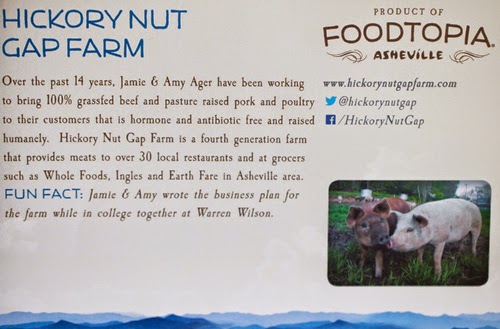 HICKORY NUT
GAP FARM
Over the past 14 years, Jamie & Amy Ager have been working
to bring 100% grassfed beef and pasture raised pork and poultry
to their customers that is hormone and antibiotic free and raised
humanely. Hickory Nut Gap Farm is a fourth generation farm
that provides meats to over 30 local restaurants and at grocers
such as Whole Foods, Ingles and Earth Fare in Asheville area.
FUN FACT: Jamie & Amy wrote the business plan for
the farm while in college together at Warren Wilson.
PRODUCT OF
FOODTOPIA
ASHEVILLE
www.hickorynutgapfarm.com
@hickorynutgap
/HickoryNutGap